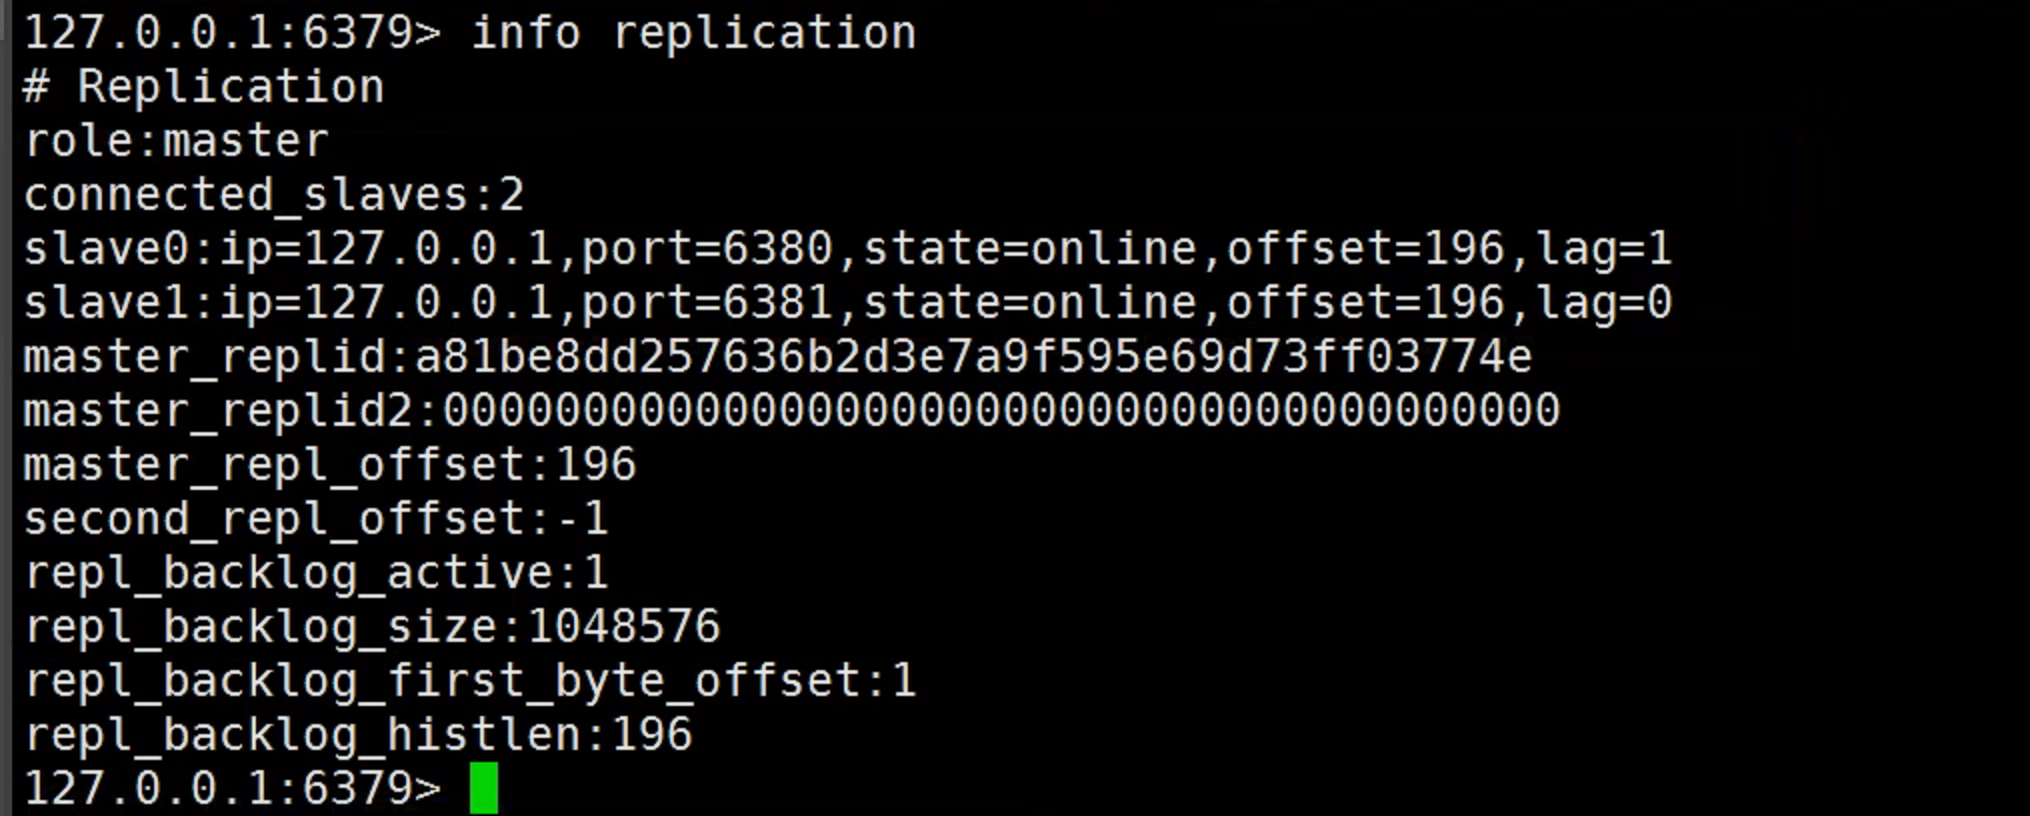 127.0.0.1:6379> info replication
# Replication
role:master
connected_slaves:2
slave0:ip=127.0.0.1,port=6380,state=online,offset=196,lag=1
slave1:ip=127.0.0.1,port=6381,state=online,offset=196,lag=0
master_replid:a81be8dd257636b2d3e7a9f595e69d73ff03774e
master_replid2:0000000000000000000000000000000000000000
master_repl_offset:196
second_repl_offset:-1
repl_backlog_active:1
repl_backlog_size:1048576
repl_backlog_first_byte_offset:1
repl_backlog_histlen:196
127.0.0.1:6379>